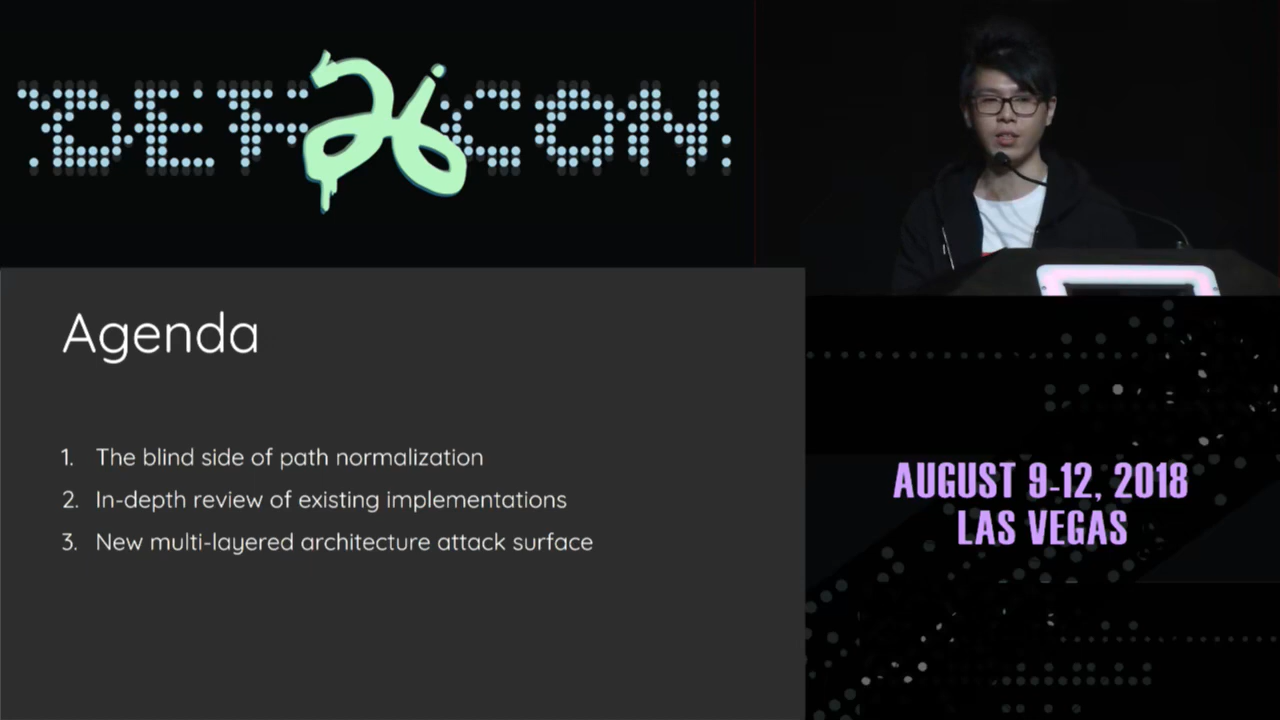 DEF 26 CON
Agenda
1. The blind side of path normalization
2. In-depth review of existing implementations
3. New multi-layered architecture attack surface
AUGUST 9-12, 2018
LAS VEGAS